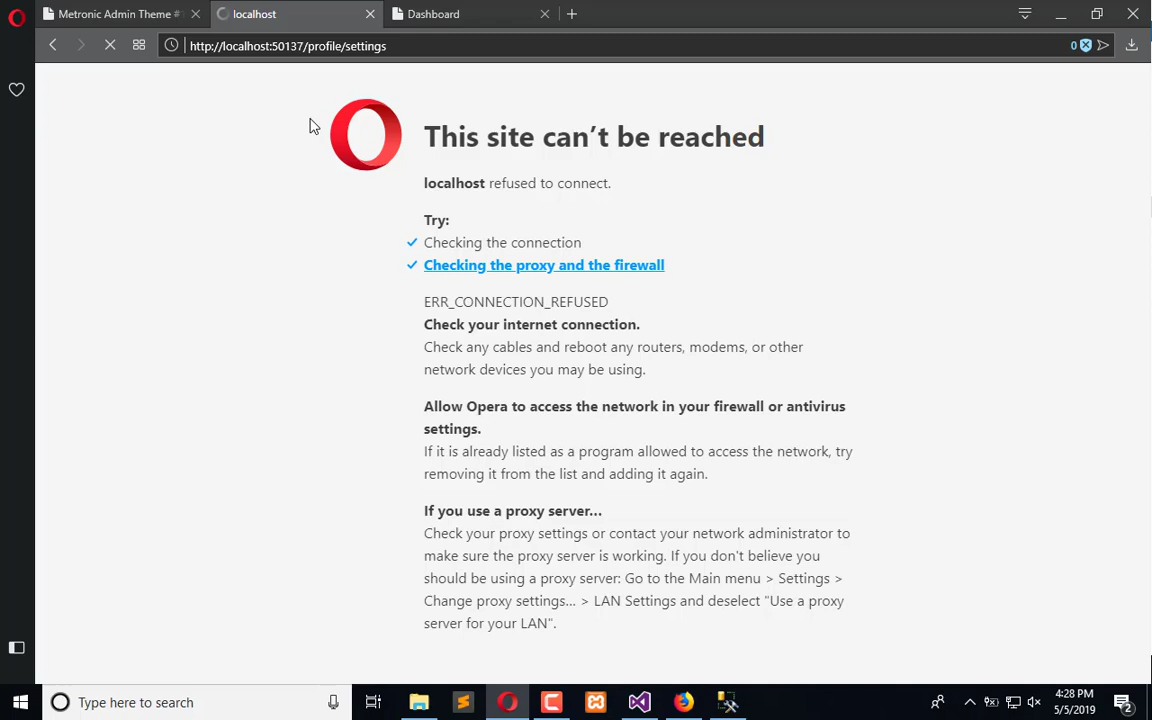 Metronic Admin Theme #
localhost
Dashboard
http://localhost:50137/profile/settings
0
This site can’t be reached
localhost refused to connect.
Try:
Checking the connection
Checking the proxy and the firewall
ERR_CONNECTION_REFUSED
Check your internet connection.
Check any cables and reboot any routers, modems, or other
network devices you may be using.
Allow Opera to access the network in your firewall or antivirus
settings.
If it is already listed as a program allowed to access the network, try
removing it from the list and adding it again.
If you use a proxy server…
Check your proxy settings or contact your network administrator to
make sure the proxy server is working. If you don't believe you
should be using a proxy server: Go to the Main menu > Settings >
Change proxy settings… > LAN Settings and deselect "Use a proxy
server for your LAN".
Type here to search
4:28 PM
5/5/2019
2